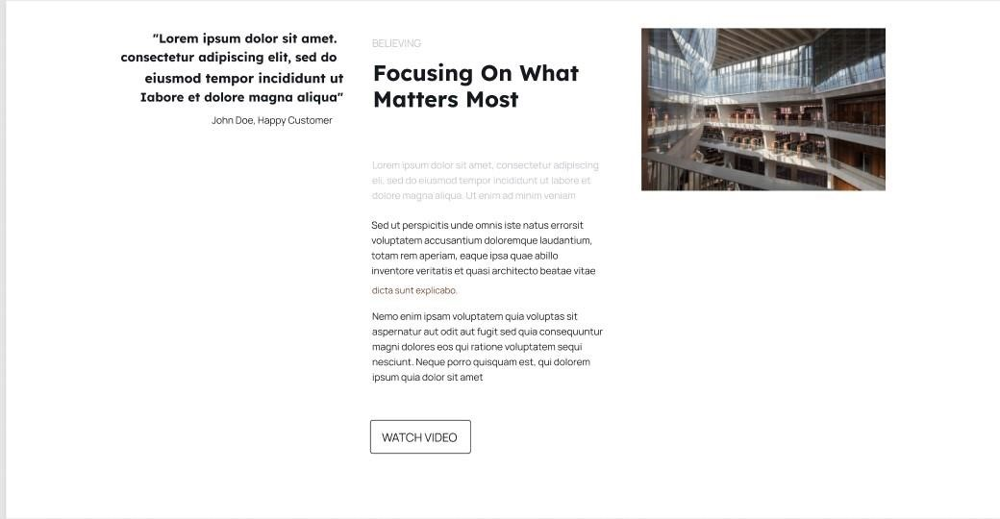 "Lorem ipsum dolor sit amet.
consectetur adipiscing elit, sed do
eiusmod tempor incididunt ut
Iabore et dolore magna aliqua"
John Doe, Happy Customer
BELIEVING
Focusing On What
Matters Most
Lorem ipsum dolor sit amet, consectetur adipiscing
eli, sed do eiusmod tempor incididunt ut labore et
dolore magna aliqua. Ut enim ad minim veniam
Sed ut perspicitis unde omnis iste natus errorsit
voluptatem accusantium doloremque laudantium,
totam rem aperiam, eaque ipsa quae abillo
inventore veritatis et quasi architecto beatae vitae
dicta sunt explicabo.
Nemo enim ipsam voluptatem quia voluptas sit
aspernatur aut odit aut fugit sed quia consequuntur
magni dolores eos qui ratione voluptatem sequi
nesciunt. Neque porro quisquam est, qui dolorem
ipsum quia dolor sit amet
WATCH VIDEO